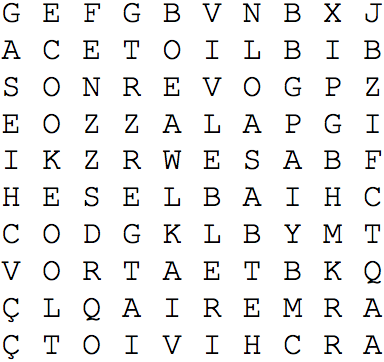 G E F G B V N B X J
A C E T O I L B I B
S O N R E V O G P Z
E O Z Z A L A P G I
I K Z R W E S A B F
H E S E L B A I H C
C O D G K L B Y M T
V O R T A E T B K Q
Ç L Q A I R E M R A
Ç T O I V I H C R A